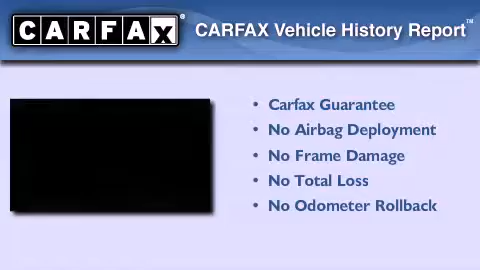 CARFAX® CARFAX Vehicle History Report™
• Carfax Guarantee
• No Airbag Deployment
• No Frame Damage
• No Total Loss
• No Odometer Rollback